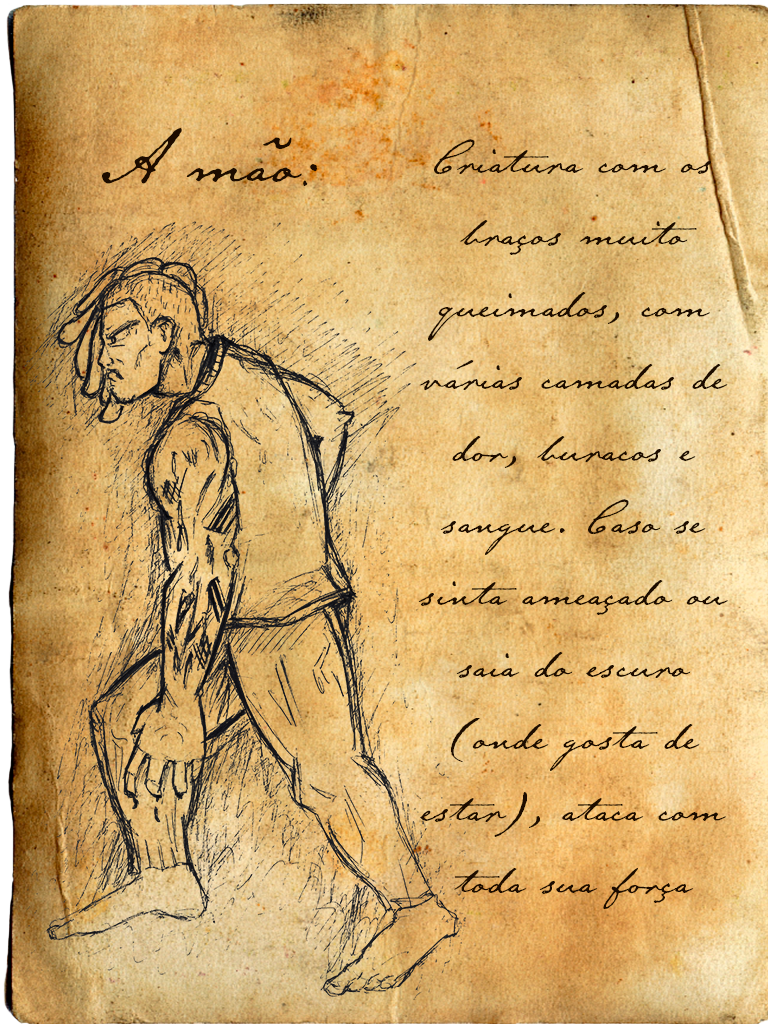 A mão:
Criatura com os
braços muito
queimados, com
várias camadas de
dor, buracos e
sangue. Caso se
sinta ameaçado ou
saia do escuro
(onde gosta de
estar), ataca com
toda sua força